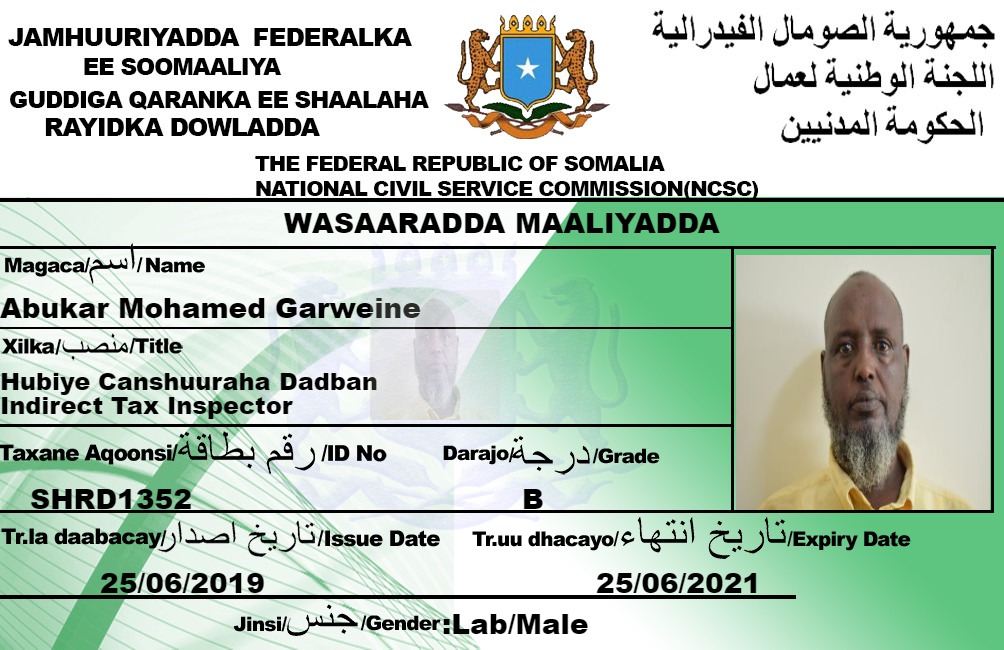 JAMHUURIYADDA FEDERALKA
EE SOOMAALIYA
GUDDIGA QARANKA EE SHAALAHA
RAYIDKA DOWLADDA
جمهورية الصومال الفيدرالية
اللجنة الوطنية لعمال
الحكومة المدنيين
THE FEDERAL REPUBLIC OF SOMALIA
NATIONAL CIVIL SERVICE COMMISSION(NCSC)
WASAARADDA MAALIYADDA
Magaca/اسم/Name
Abukar Mohamed Garweine
Xilka/منصب/Title
Hubiye Canshuuraha Dadban
Indirect Tax Inspector
Taxane Aqoonsi/رقم بطاقة/ID No
Darajo/درجة/Grade
SHRD1352
B
Tr.la daabacay/تاريخ اصدار/Issue Date
Tr.uu dhacayo/تاريخ انتهاء/Expiry Date
25/06/2019
25/06/2021
Jinsi/جنس/Gender:Lab/Male